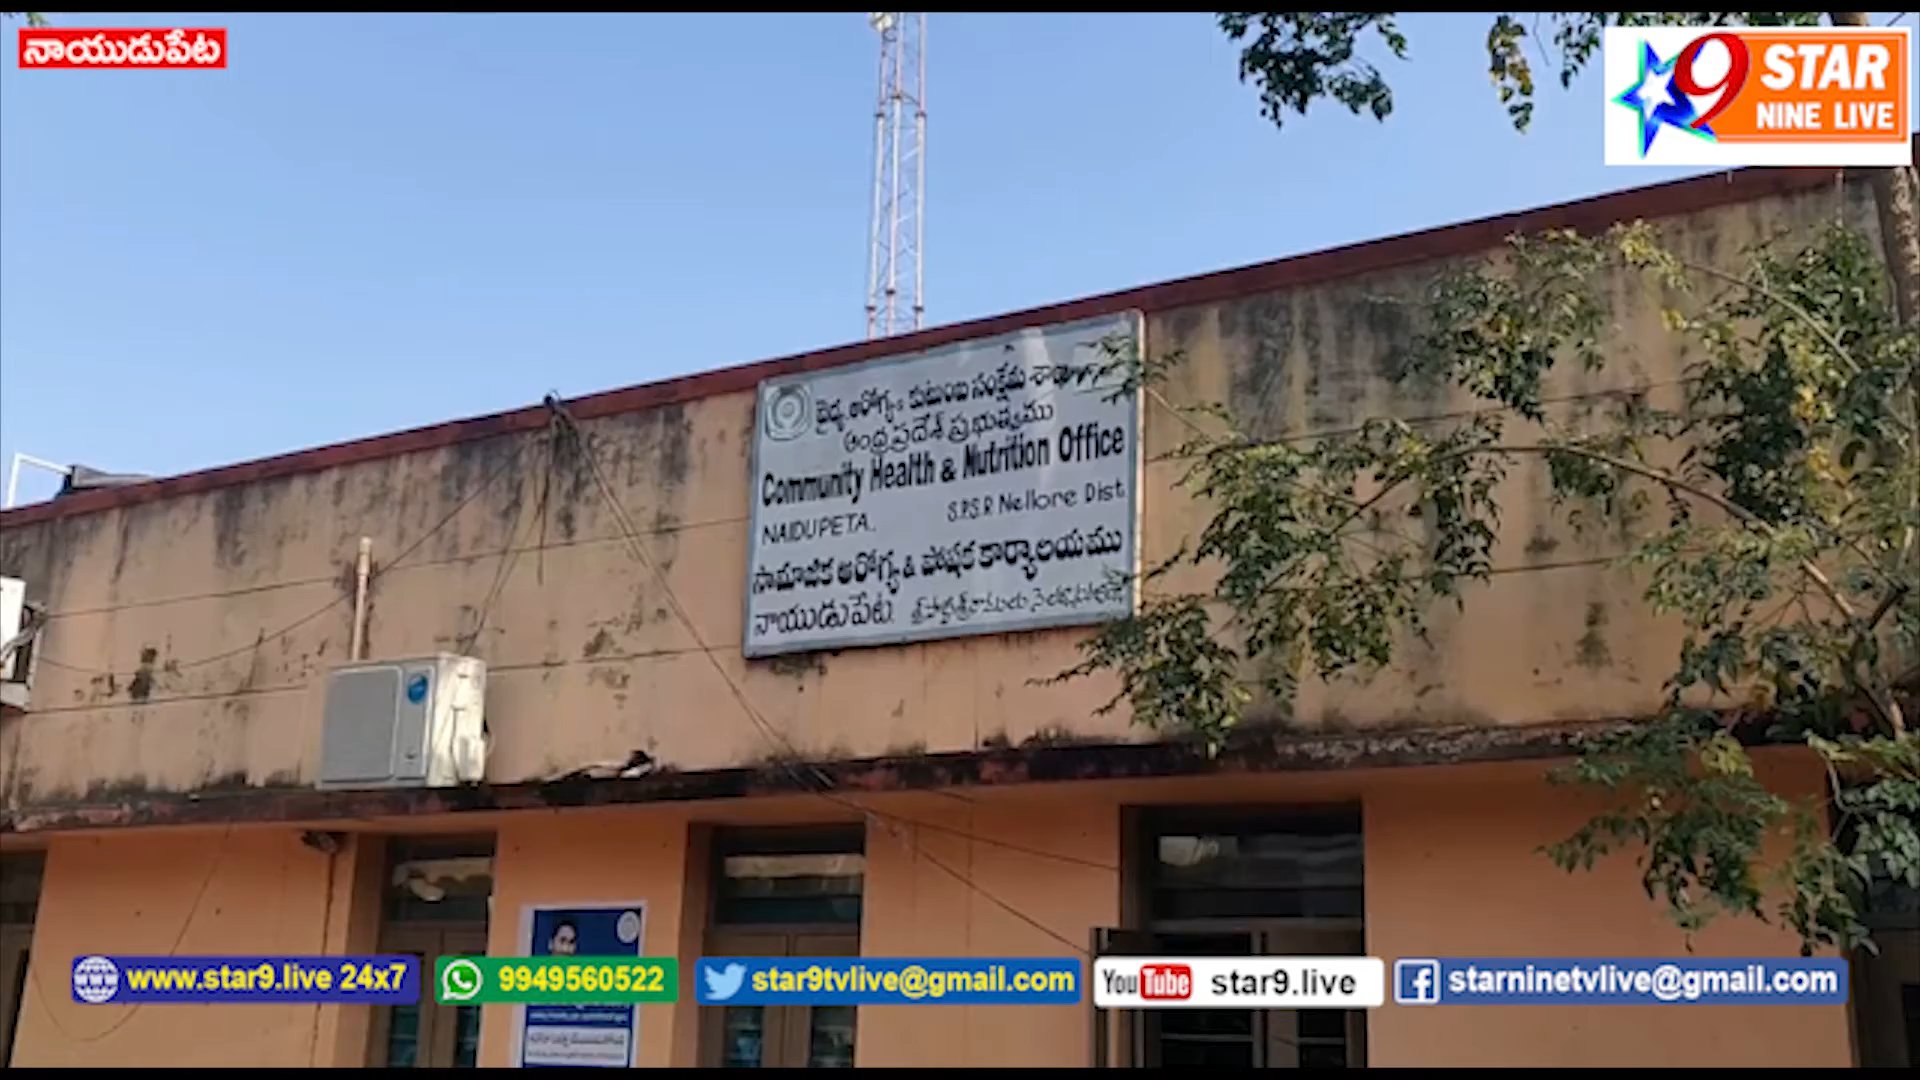 నాయుడుపేట
9 STAR
NINE LIVE
వైద్య ఆరోగ్య కుటుంబ సంక్షేమ శాఖ
ఆంధ్రప్రదేశ్ ప్రభుత్వము
Community Health & Nutrition Office
NAIDUPETA. S.P.S.R Nellore Dist
సామాజిక ఆరోగ్య & పోషక కార్యాలయము
నాయుడుపేట
www.star9.live 24x7
9949560522
star9tvlive@gmail.com
YouTube star9.live
starninetvlive@gmail.com